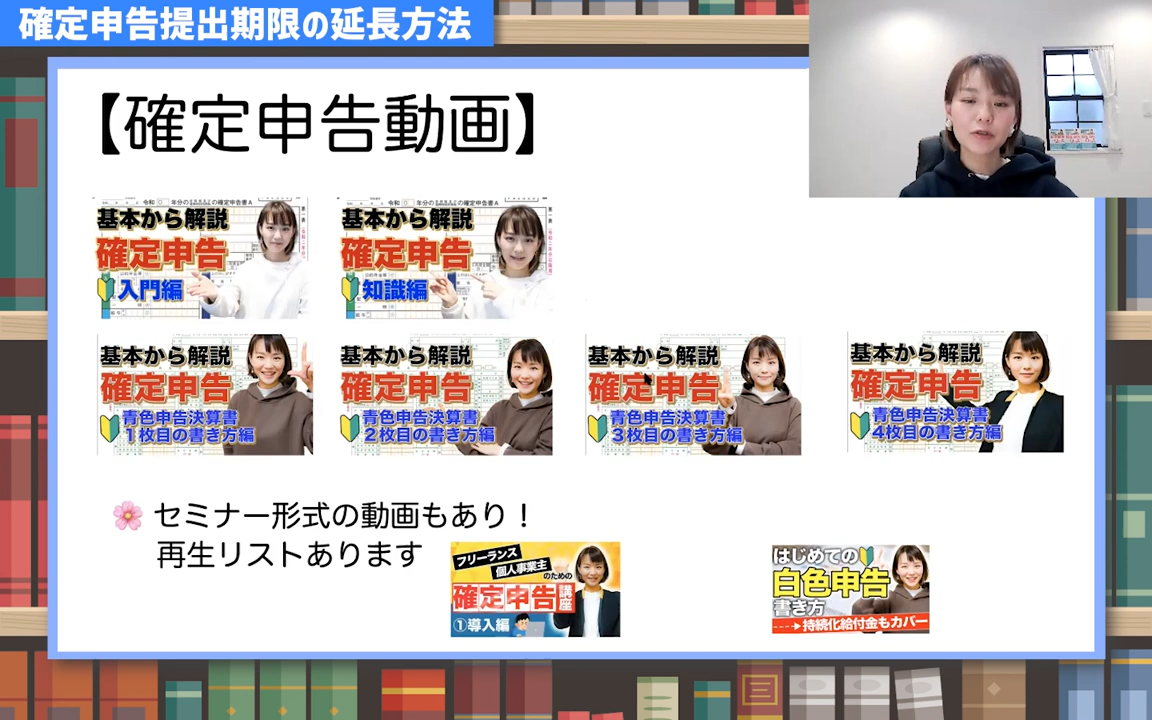 確定申告提出期限の延長方法
【確定申告動画】
基本から解説
確定申告
入門編
基本から解説
確定申告
知識編
基本から解説
確定申告
青色申告決算書
1枚目の書き方編
基本から解説
確定申告
青色申告決算書
2枚目の書き方編
基本から解説
確定申告
青色申告決算書
3枚目の書き方編
基本から解説
確定申告
青色申告決算書
4枚目の書き方編
🌸 セミナー形式の動画もあり！
再生リストあります
フリーランス
個人事業主
のための
確定申告講座
①導入編
はじめての
白色申告
書き方
持続化給付金もカバー